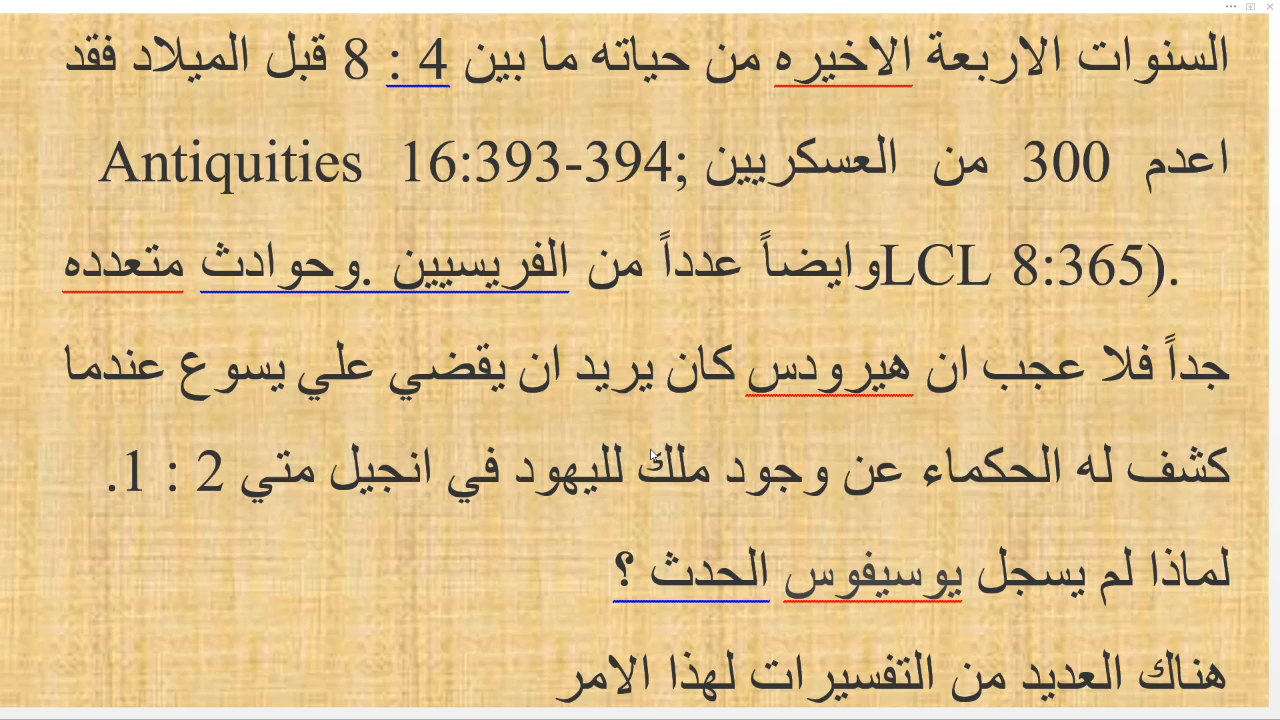 السنوات الاربعة الاخيره من حياته ما بين 4 : 8 قبل الميلاد فقد
اعدم 300 من العسكريين ;Antiquities 16:393-394
.(LCL 8:365وايضاً عدداً من الفريسيين .وحوادث متعدده
جداً فلا عجب ان هيرودس كان يريد ان يقضي علي يسوع عندما
كشف له الحكماء عن وجود ملك لليهود في انجيل متي 2 : 1.
لماذا لم يسجل يوسيفوس الحدث ؟
هناك العديد من التفسيرات لهذا الامر